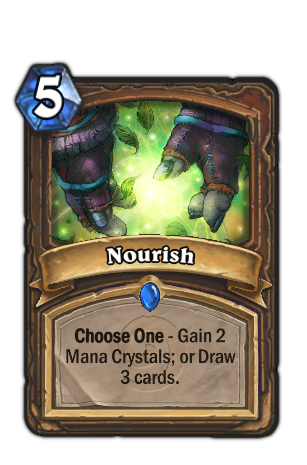 5
Nourish
Choose One - Gain 2
Mana Crystals; or Draw
3 cards.